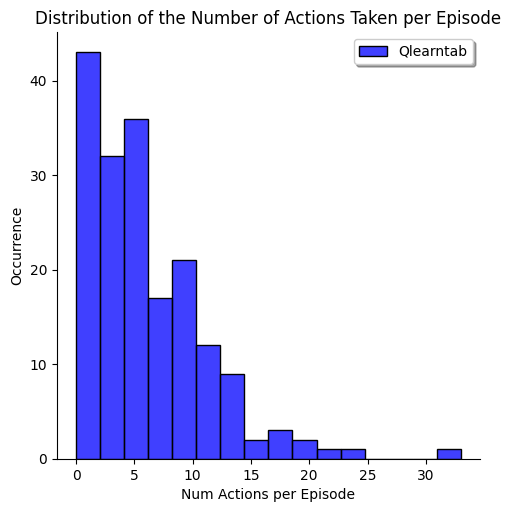 Distribution of the Number of Actions Taken per Episode
Qlearntab
Occurrence
40
30
20
10
0
0 5 10 15 20 25 30
Num Actions per Episode